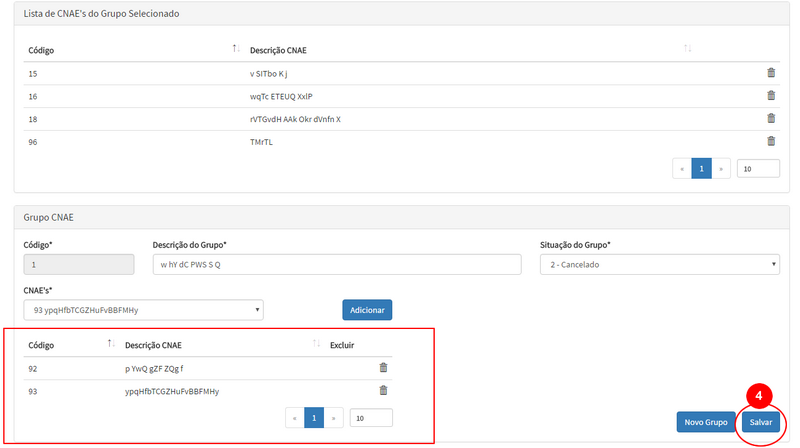 Lista de CNAE's do Grupo Selecionado
Código Descrição CNAE
15 v SITbo K j
16 wqTc ETEUQ XxlP
18 rVTGvdH AAk Okr dVnfn X
96 TMrTL
« 1 » 10
Grupo CNAE
Código* Descrição do Grupo* Situação do Grupo*
1 w hY dC PWS S Q 2 - Cancelado
CNAE's*
93 ypqHfbTCGZHuFvBBFMHy Adicionar
Código Descrição CNAE Excluir
92 p YwQ gZF ZQg f
93 ypqHfbTCGZHuFvBBFMHy
4
« 1 » 10 Novo Grupo Salvar